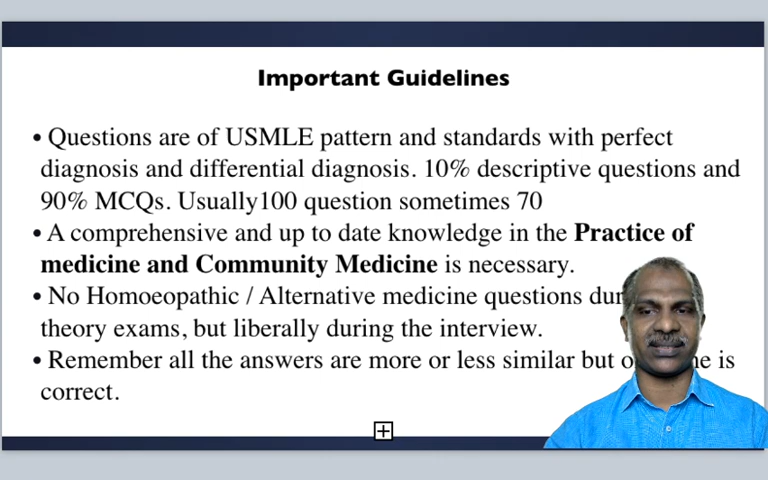 Important Guidelines
• Questions are of USMLE pattern and standards with perfect
diagnosis and differential diagnosis. 10% descriptive questions and
90% MCQs. Usually100 question sometimes 70
• A comprehensive and up to date knowledge in the Practice of
medicine and Community Medicine is necessary.
• No Homoeopathic / Alternative medicine questions
theory exams, but liberally during the interview.
• Remember all the answers are more or less similar but is
correct.